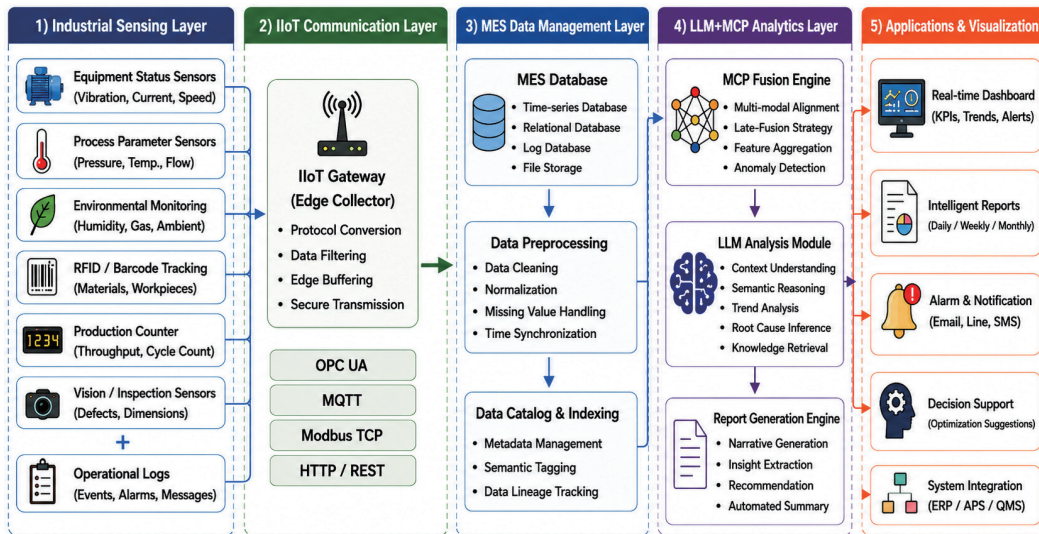 1) Industrial Sensing Layer
Equipment Status Sensors
(Vibration, Current, Speed)
Process Parameter Sensors
(Pressure, Temp., Flow)
Environmental Monitoring
(Humidity, Gas, Ambient)
RFID / Barcode Tracking
(Materials, Workpieces)
1234
Production Counter
(Throughput, Cycle Count)
Vision / Inspection Sensors
(Defects, Dimensions)
+
Operational Logs
(Events, Alarms, Messages)
2) IIoT Communication Layer
IIoT Gateway
(Edge Collector)
• Protocol Conversion
• Data Filtering
• Edge Buffering
• Secure Transmission
OPC UA
MQTT
Modbus TCP
HTTP / REST
3) MES Data Management Layer
MES Database
• Time-series Database
• Relational Database
• Log Database
• File Storage
Data Preprocessing
• Data Cleaning
• Normalization
• Missing Value Handling
• Time Synchronization
Data Catalog & Indexing
• Metadata Management
• Semantic Tagging
• Data Lineage Tracking
4) LLM+MCP Analytics Layer
MCP Fusion Engine
• Multi-modal Alignment
• Late-Fusion Strategy
• Feature Aggregation
• Anomaly Detection
LLM Analysis Module
• Context Understanding
• Semantic Reasoning
• Trend Analysis
• Root Cause Inference
• Knowledge Retrieval
Report Generation Engine
• Narrative Generation
• Insight Extraction
• Recommendation
• Automated Summary
5) Applications & Visualization
Real-time Dashboard
(KPIs, Trends, Alerts)
Intelligent Reports
(Daily / Weekly / Monthly)
Alarm & Notification
(Email, Line, SMS)
Decision Support
(Optimization Suggestions)
System Integration
(ERP / APS / QMS)